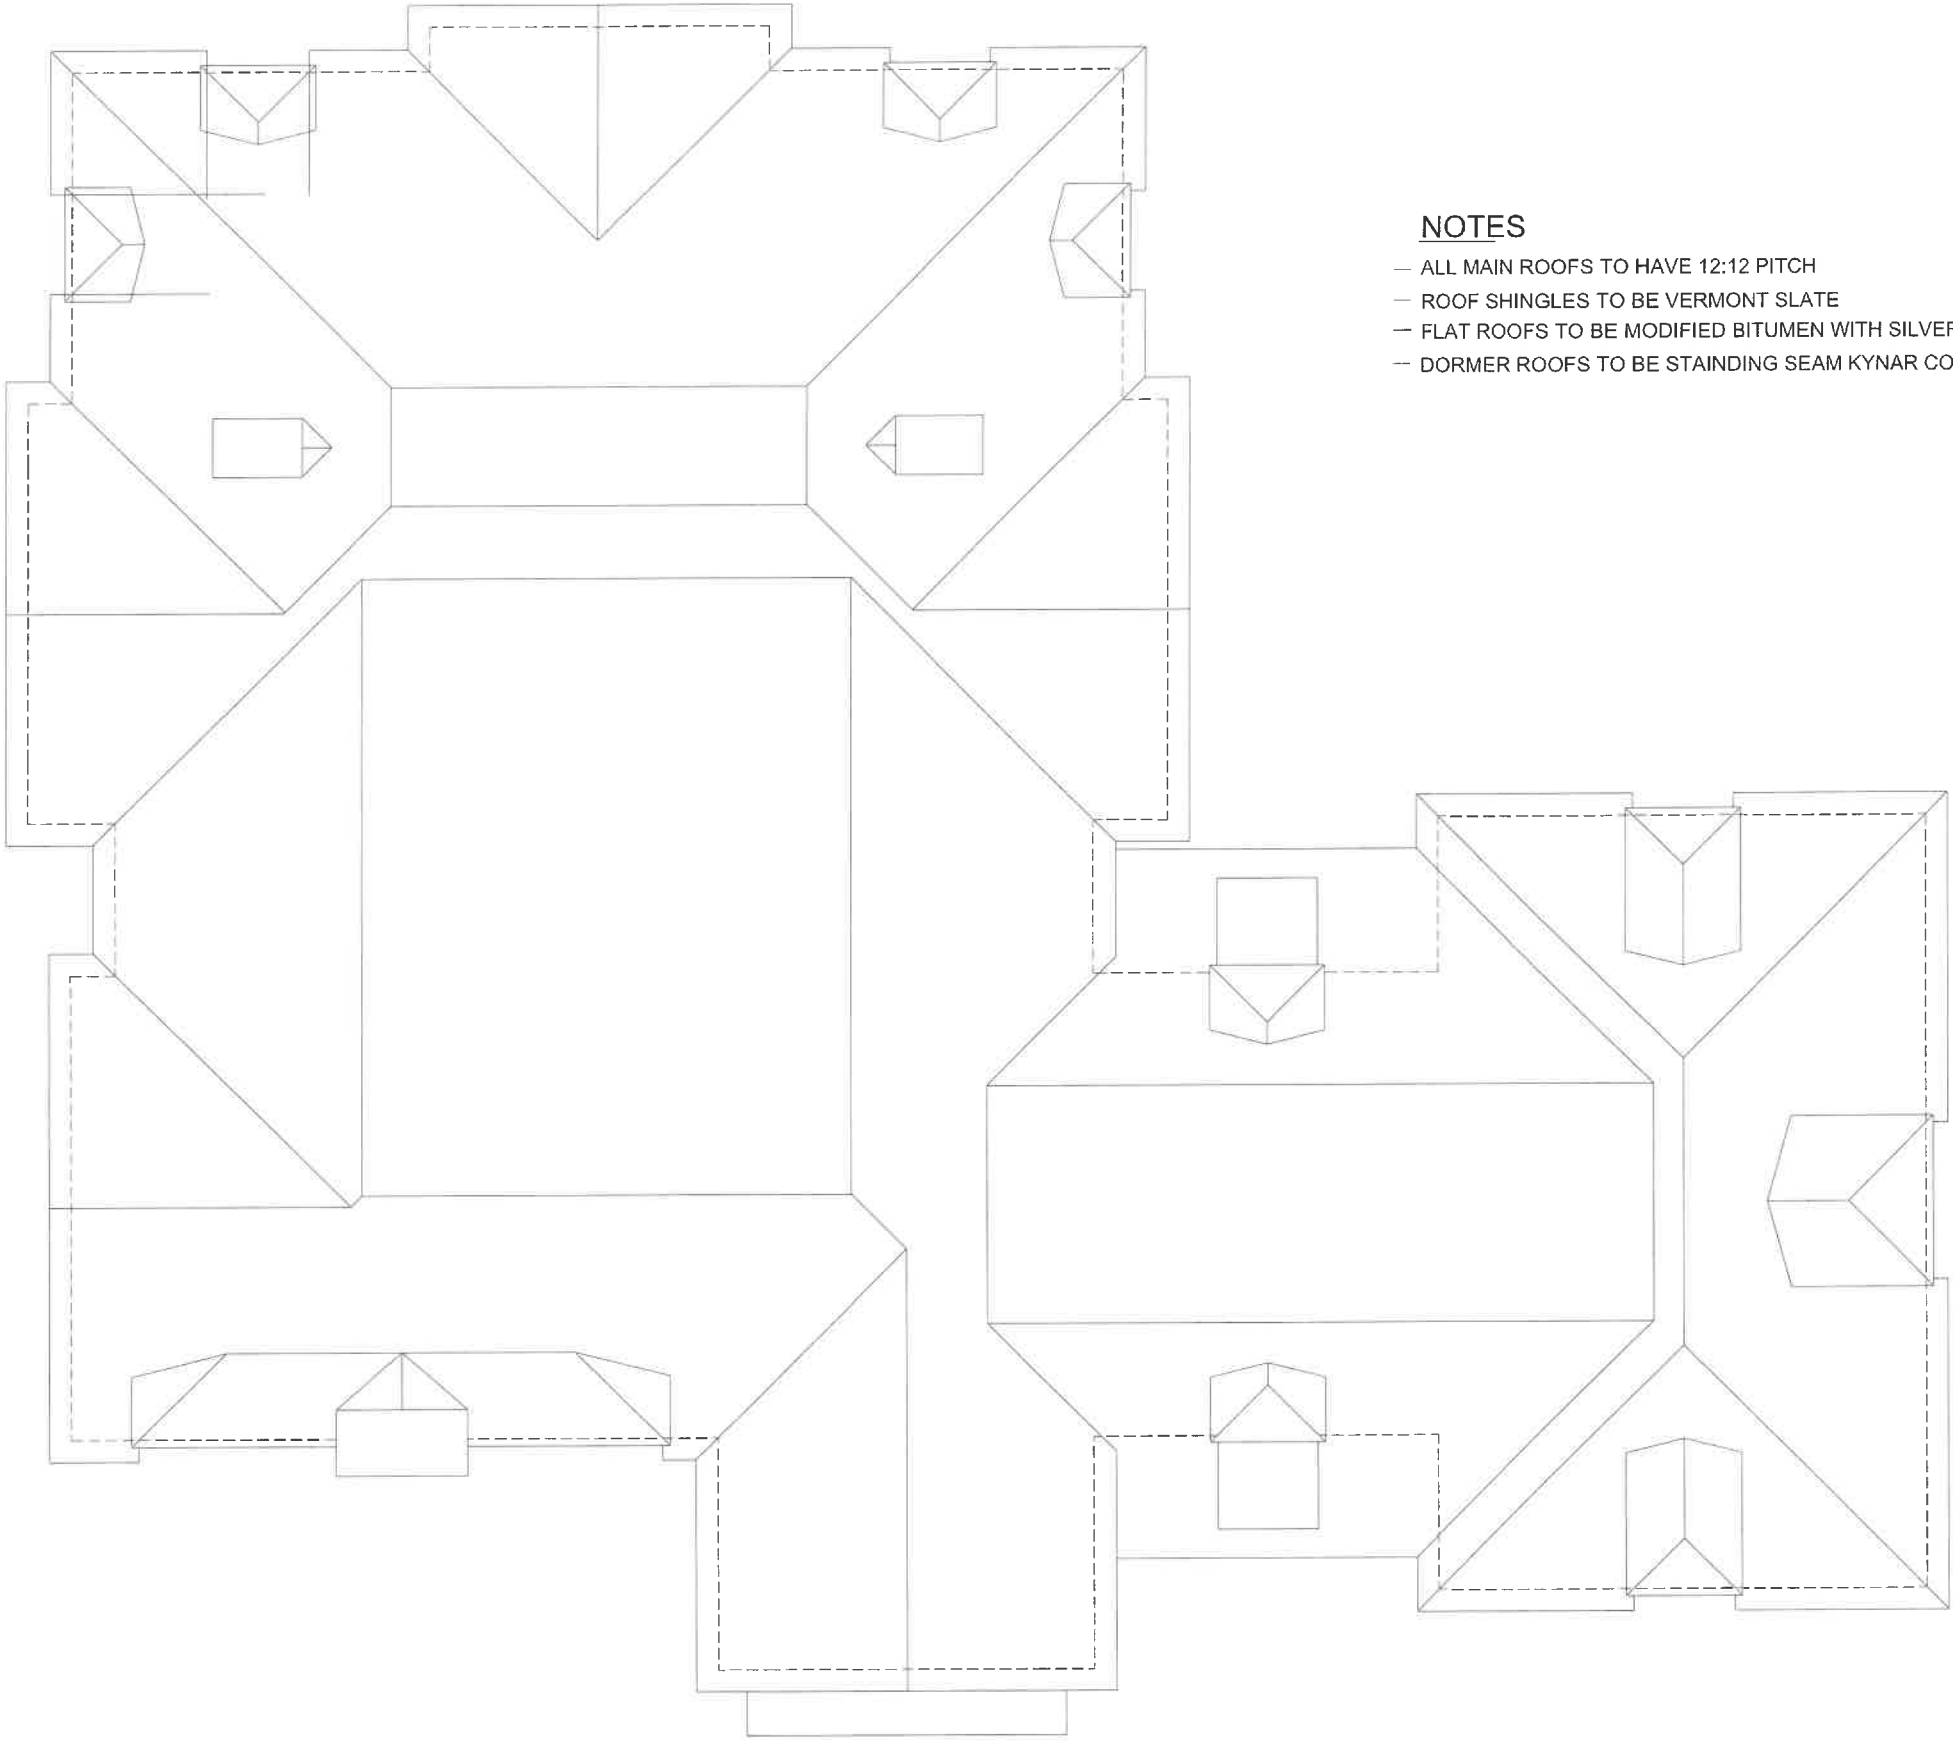 NOTES
— ALL MAIN ROOFS TO HAVE 12:12 PITCH
— ROOF SHINGLES TO BE VERMONT SLATE
— FLAT ROOFS TO BE MODIFIED BITUMEN WITH SILVER
-- DORMER ROOFS TO BE STAINDING SEAM KYNAR CO